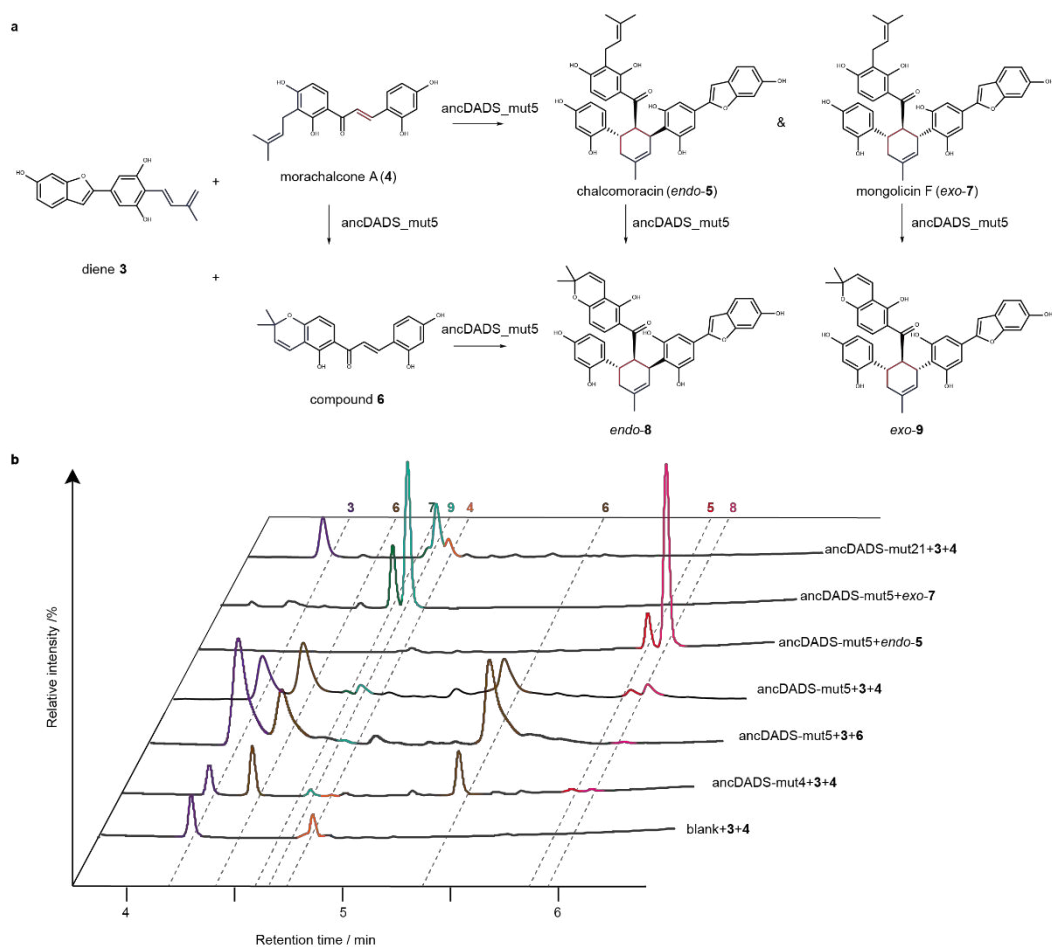 a
ancDADS_mut5
morachalcone A (4)
&
chalcomoracin (endo-5)
mongolicin F (exo-7)
+
diene 3
ancDADS_mut5
ancDADS_mut5
ancDADS_mut5
+
ancDADS_mut5
compound 6
endo-8
exo-9
HO
OH
O
b
3 6 7 9 4 6 5 8
ancDADS-mut21+3+4
ancDADS-mut5+exo-7
ancDADS-mut5+endo-5
ancDADS-mut5+3+4
ancDADS-mut5+3+6
ancDADS-mut4+3+4
blank+3+4
Relative intensity /%
4 5 6
Retention time / min